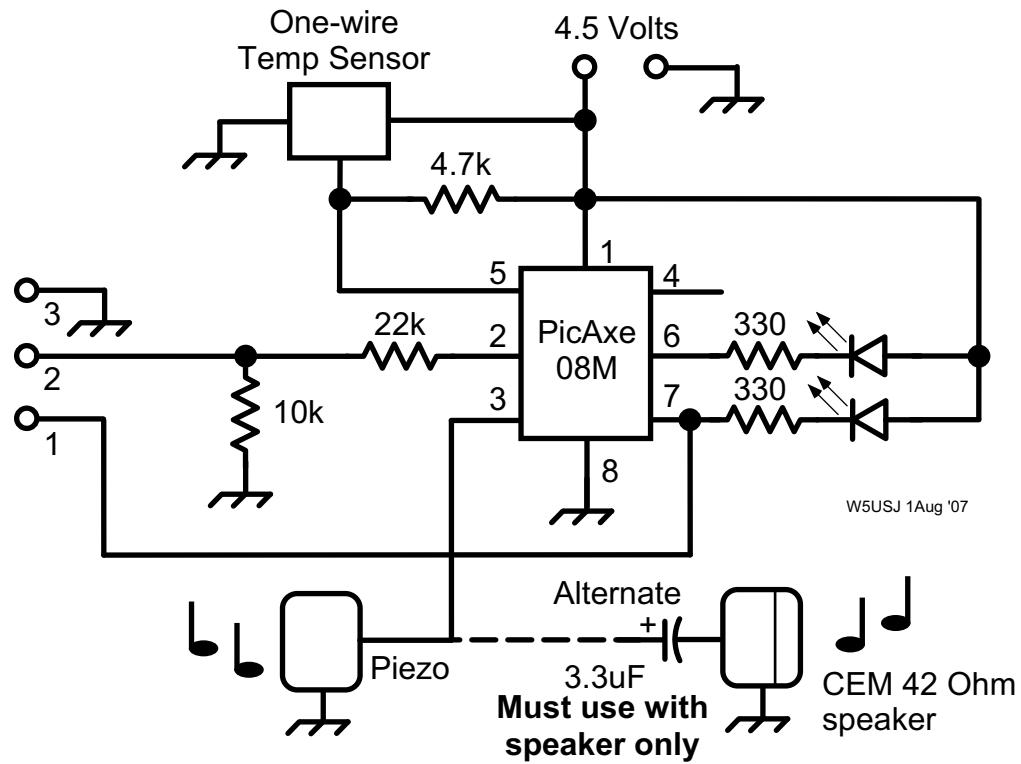 One-wire
Temp Sensor
4.5 Volts
4.7k
1
5
4
3
22k
2
PicAxe
08M
6
330
2
10k
3
7
330
1
8
W5USJ 1Aug '07
Alternate
+
Piezo
3.3uF
Must use with
speaker only
CEM 42 Ohm
speaker